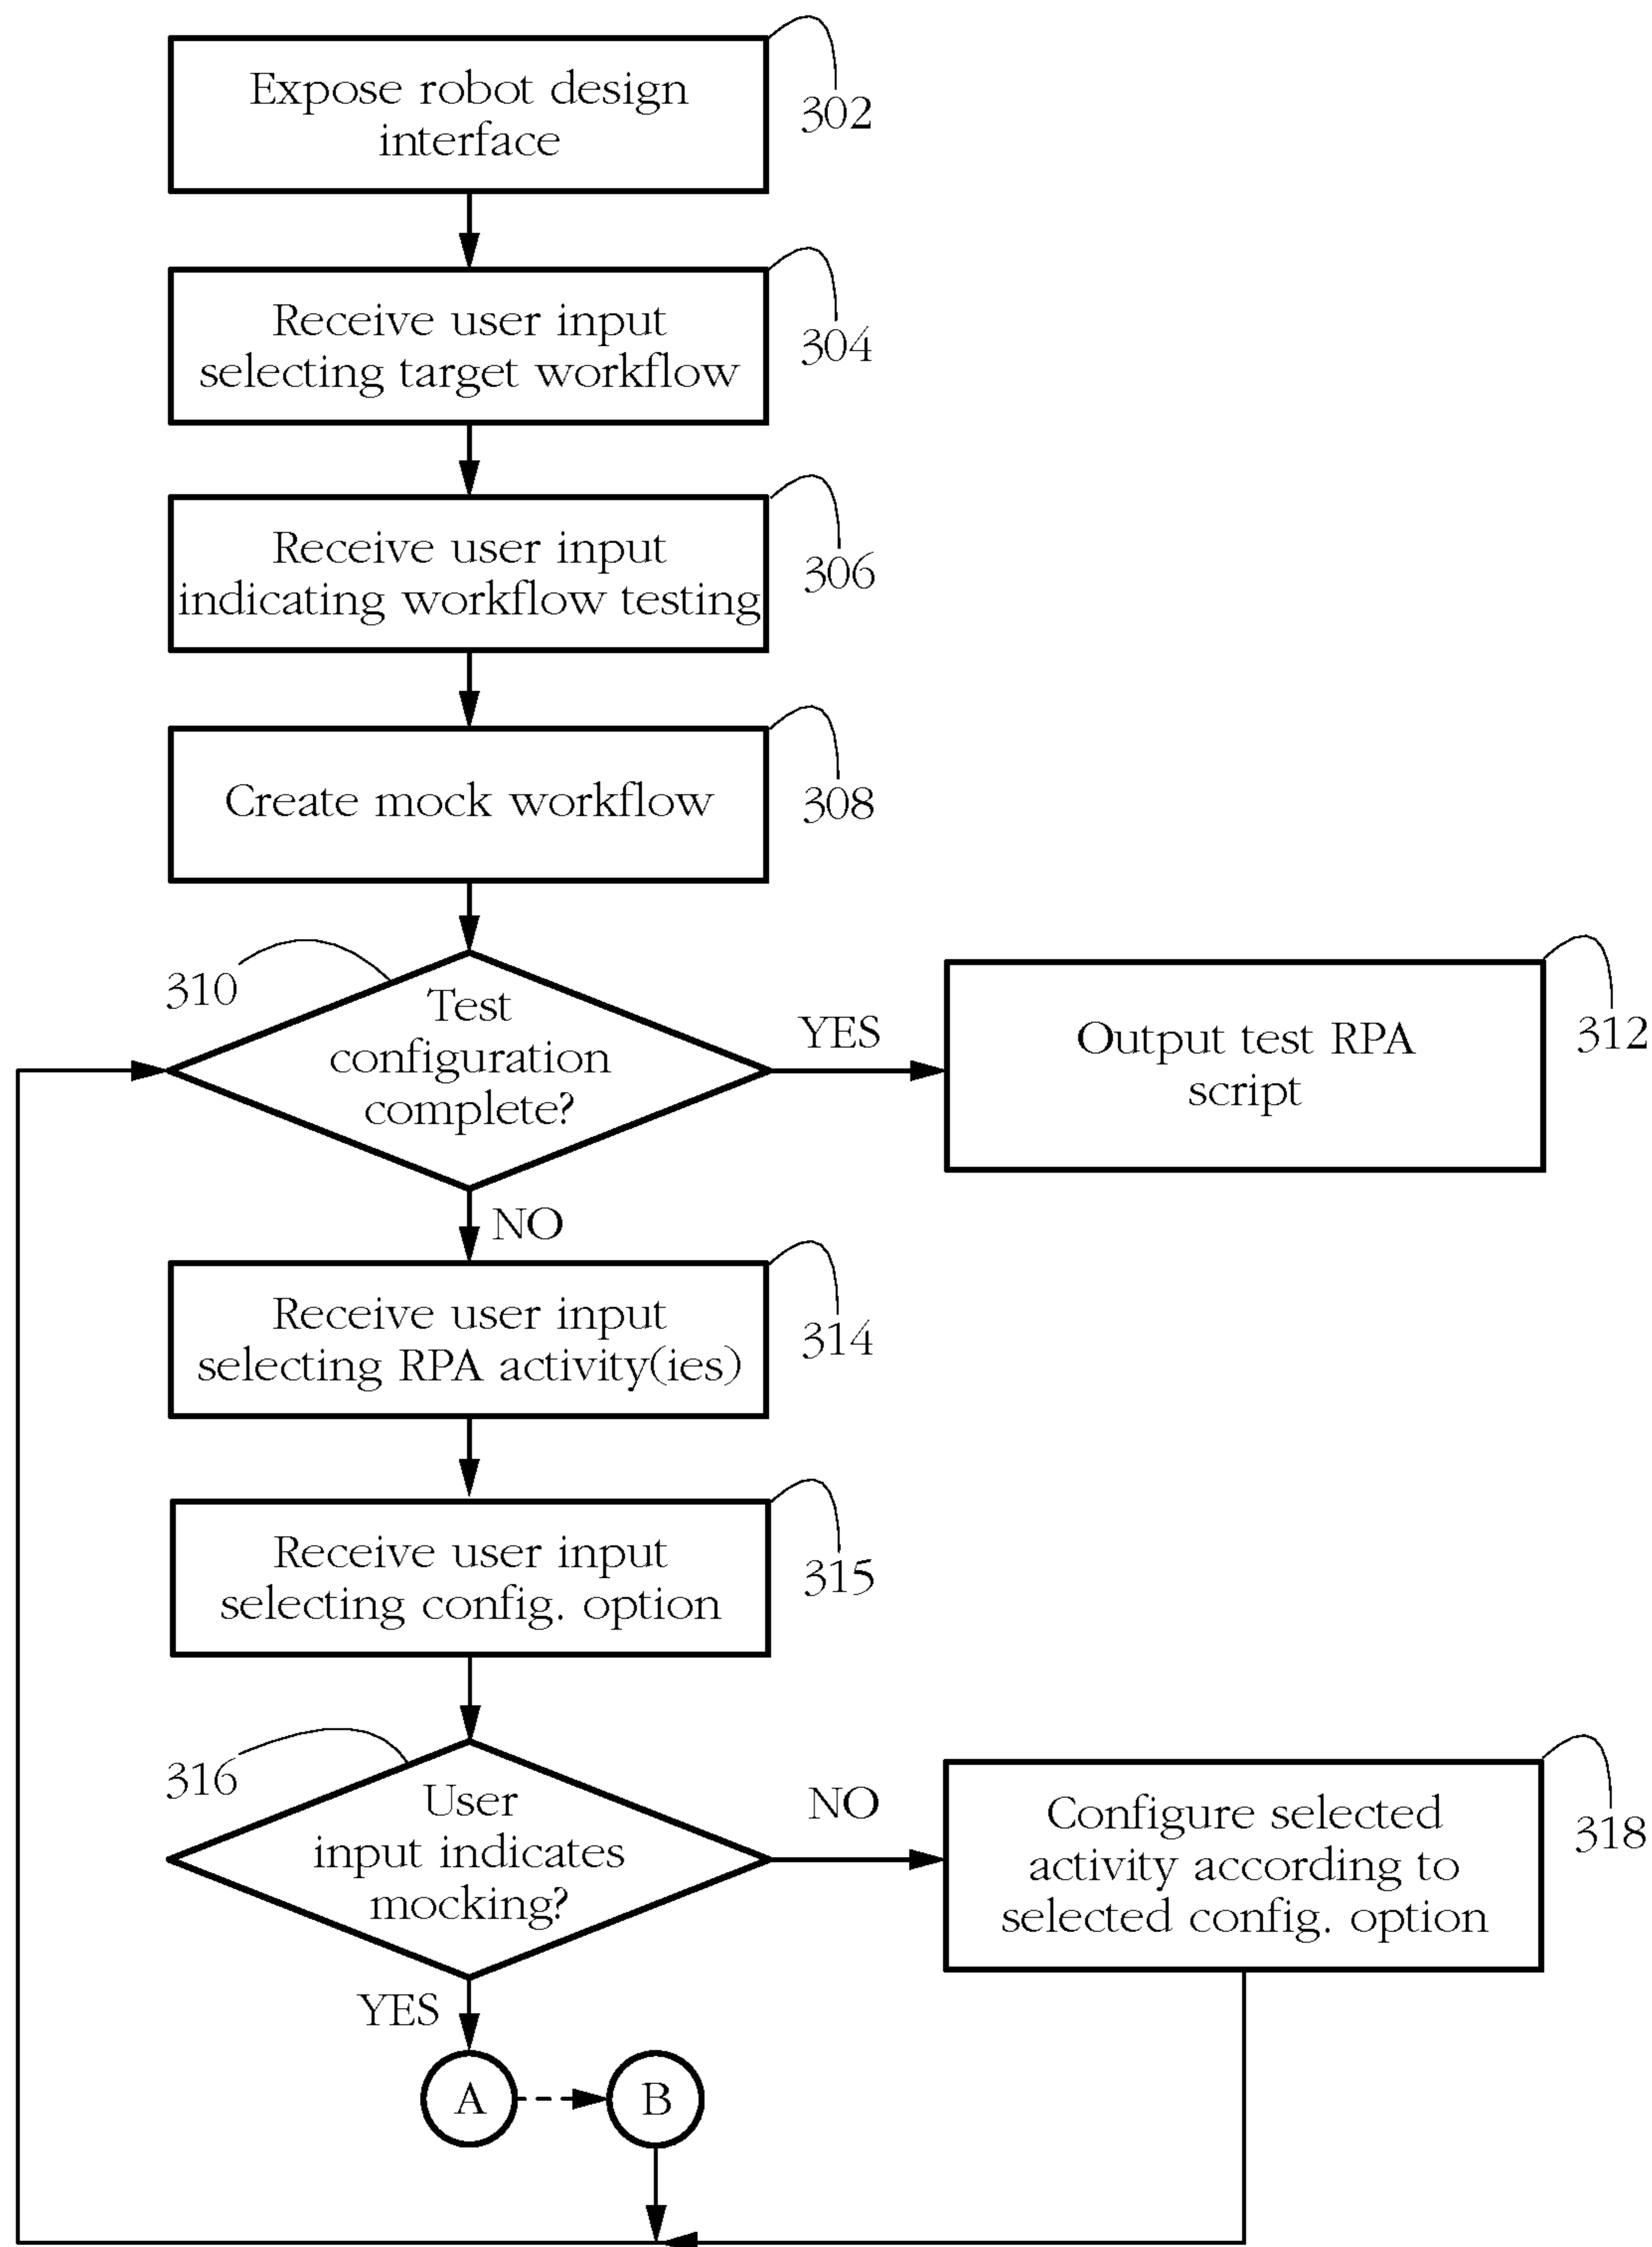 Expose robot design
interface
302
Receive user input
selecting target workflow
304
Receive user input
indicating workflow testing
306
Create mock workflow
308
310
Test
configuration
complete?
YES
Output test RPA
script
312
NO
Receive user input
selecting RPA activity(ies)
314
Receive user input
selecting config. option
315
316
User
input indicates
mocking?
NO
Configure selected
activity according to
selected config. option
318
YES
A
B